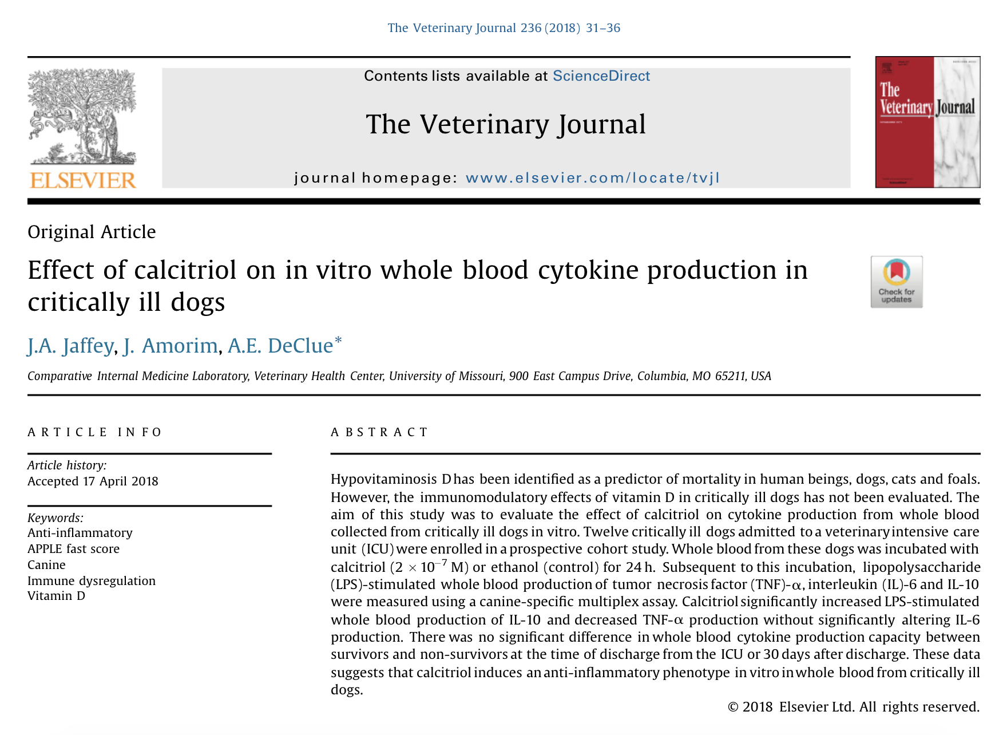 The Veterinary Journal 236 (2018) 31–36
Contents lists available at ScienceDirect
The Veterinary Journal
journal homepage: www.elsevier.com/locate/tvjl
ELSEVIER
The
Veterinary Journal
Original Article
Effect of calcitriol on in vitro whole blood cytokine production in
critically ill dogs
Check for
updates
J.A. Jaffey, J. Amorim, A.E. DeClue*
Comparative Internal Medicine Laboratory, Veterinary Health Center, University of Missouri, 900 East Campus Drive, Columbia, MO 65211, USA
ARTICLE INFO
Article history:
Accepted 17 April 2018
Keywords:
Anti-inflammatory
APPLE fast score
Canine
Immune dysregulation
Vitamin D
ABSTRACT
Hypovitaminosis D has been identified as a predictor of mortality in human beings, dogs, cats and foals.
However, the immunomodulatory effects of vitamin D in critically ill dogs has not been evaluated. The
aim of this study was to evaluate the effect of calcitriol on cytokine production from whole blood
collected from critically ill dogs in vitro. Twelve critically ill dogs admitted to a veterinary intensive care
unit (ICU) were enrolled in a prospective cohort study. Whole blood from these dogs was incubated with
calcitriol (2 × 10⁻⁷ M) or ethanol (control) for 24 h. Subsequent to this incubation, lipopolysaccharide
(LPS)-stimulated whole blood production of tumor necrosis factor (TNF)-α, interleukin (IL)-6 and IL-10
were measured using a canine-specific multiplex assay. Calcitriol significantly increased LPS-stimulated
whole blood production of IL-10 and decreased TNF-α production without significantly altering IL-6
production. There was no significant difference in whole blood cytokine production capacity between
survivors and non-survivors at the time of discharge from the ICU or 30 days after discharge. These data
suggests that calcitriol induces an anti-inflammatory phenotype in vitro in whole blood from critically ill
dogs.
© 2018 Elsevier Ltd. All rights reserved.